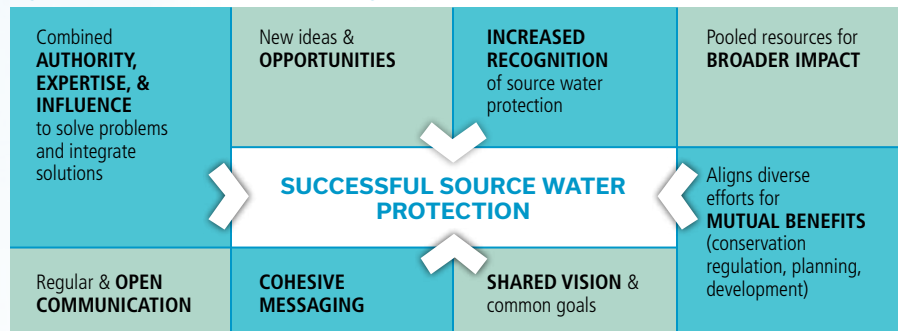 Combined
AUTHORITY,
EXPERTISE, &
INFLUENCE
to solve problems
and integrate
solutions
New ideas &
OPPORTUNITIES
INCREASED
RECOGNITION
of source water
protection
Pooled resources for
BROADER IMPACT
SUCCESSFUL SOURCE WATER
PROTECTION
Aligns diverse
efforts for
MUTUAL BENEFITS
(conservation
regulation, planning,
development)
Regular & OPEN
COMMUNICATION
COHESIVE
MESSAGING
SHARED VISION &
common goals